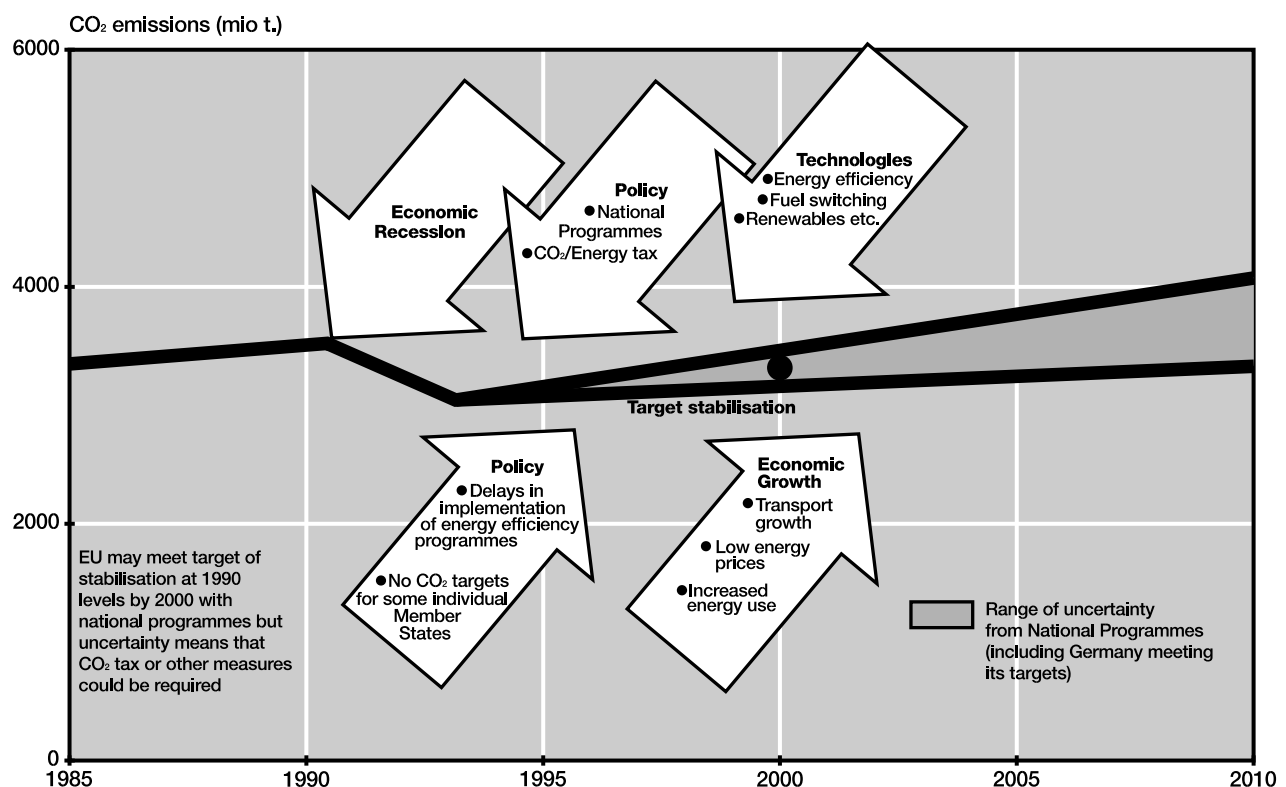 CO₂ emissions (mio t.)
6000
4000
2000
0
1985
1990
1995
2000
2005
2010
Economic
Recession
Policy
● National
Programmes
● CO₂/Energy tax
Technologies
● Energy efficiency
● Fuel switching
● Renewables etc.
Target stabilisation
Policy
● Delays in
implementation
of energy efficiency
programmes
● No CO₂ targets
for some individual
Member
States
Economic
Growth
● Transport
growth
● Low energy
prices
● Increased
energy use
EU may meet target of
stabilisation at 1990
levels by 2000 with
national programmes but
uncertainty means that
CO₂ tax or other measures
could be required
Range of uncertainty
from National Programmes
(including Germany meeting
its targets)